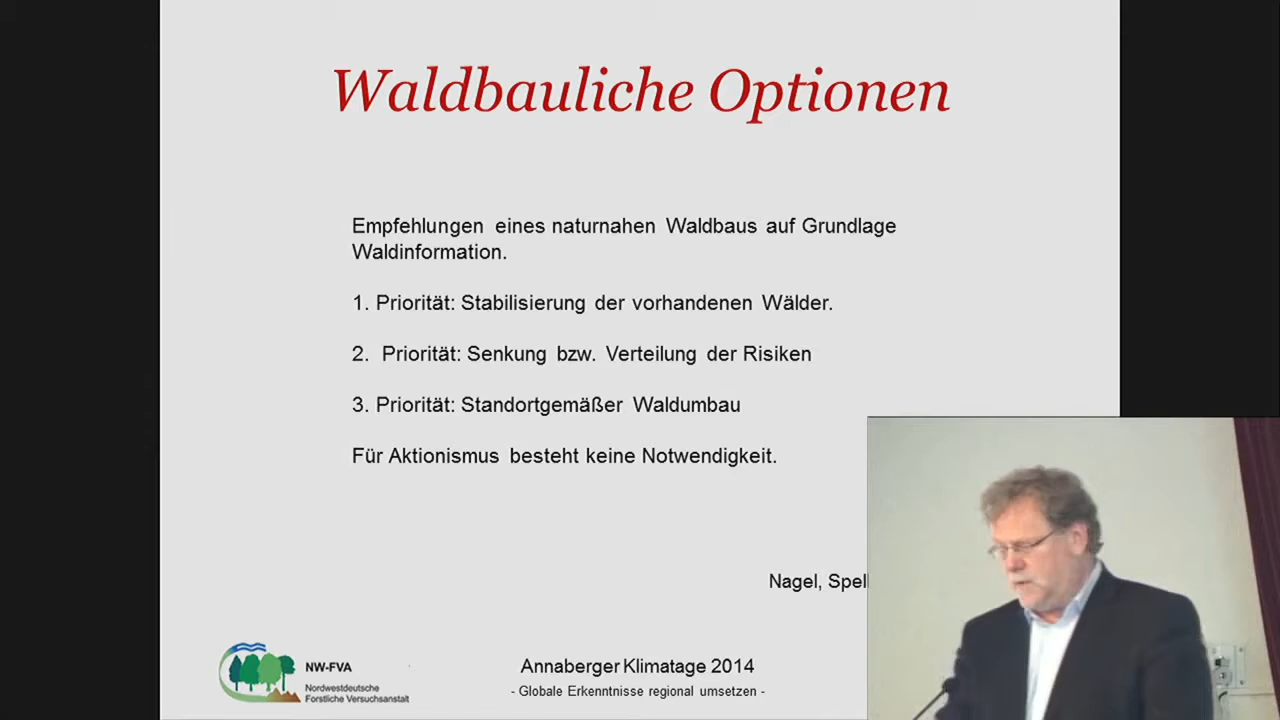 Waldbauliche Optionen
Empfehlungen eines naturnahen Waldbaus auf Grundlage
Waldinformation.
1. Priorität: Stabilisierung der vorhandenen Wälder.
2. Priorität: Senkung bzw. Verteilung der Risiken
3. Priorität: Standortgemäßer Waldumbau
Für Aktionismus besteht keine Notwendigkeit.
Nagel,
NW-FVA
Nordwestdeutsche
Forstliche Versuchsanstalt
Annaberger Klimatage 2014
- Globale Erkenntnisse regional umsetzen -